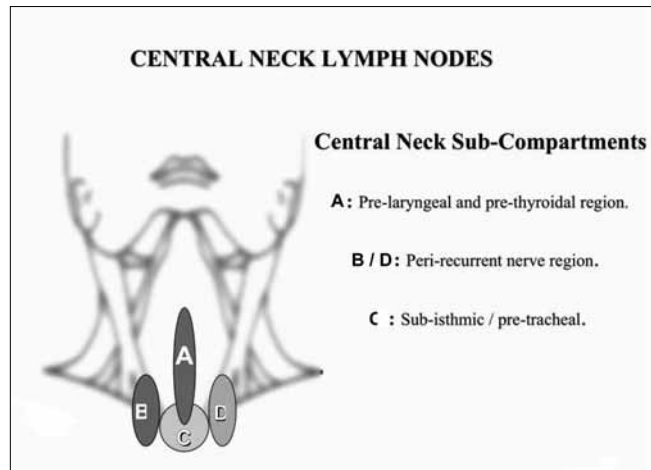 CENTRAL NECK LYMPH NODES
Central Neck Sub-Compartments
A: Pre-laryngeal and pre-thyroidal region.
B / D: Peri-recurrent nerve region.
C : Sub-isthmic / pre-tracheal.
A
B
D
C